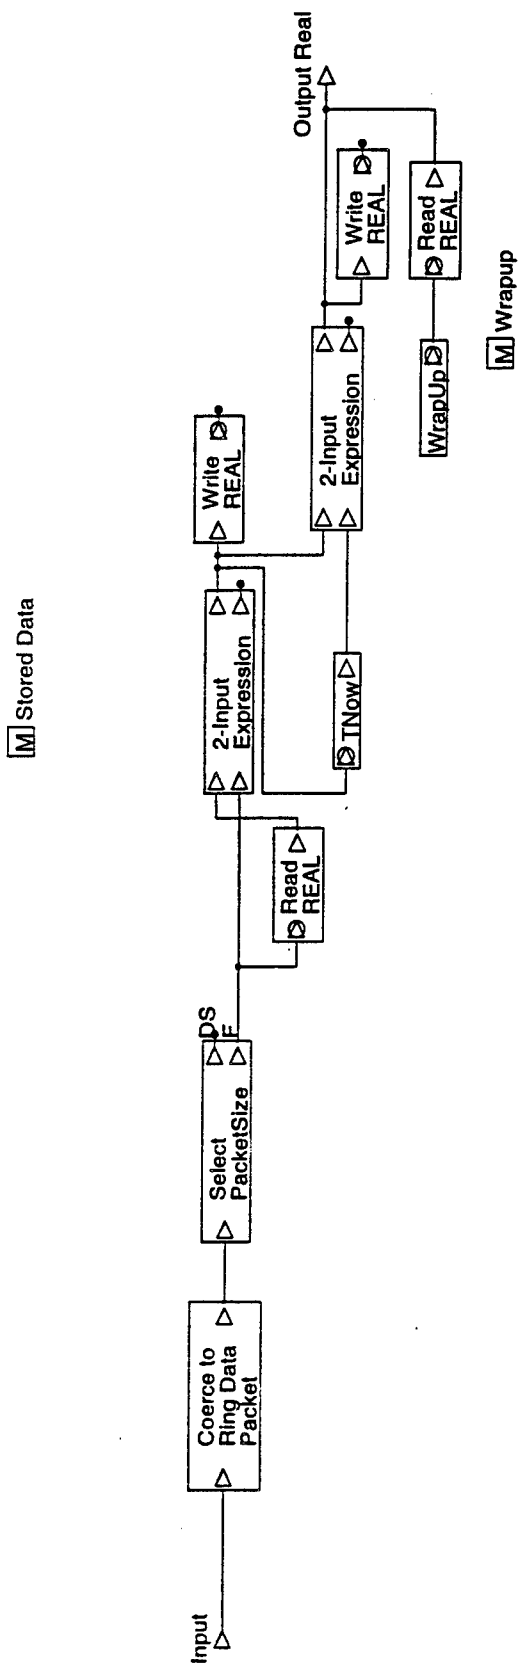 M Stored Data
Input
Coerce to
Ring Data
Packet
Select
PacketSize
DS
F
Read
REAL
2-Input
Expression
Write
REAL
TNow
2-Input
Expression
Write
REAL
Output Real
WrapUp
Read
REAL
M Wrapup